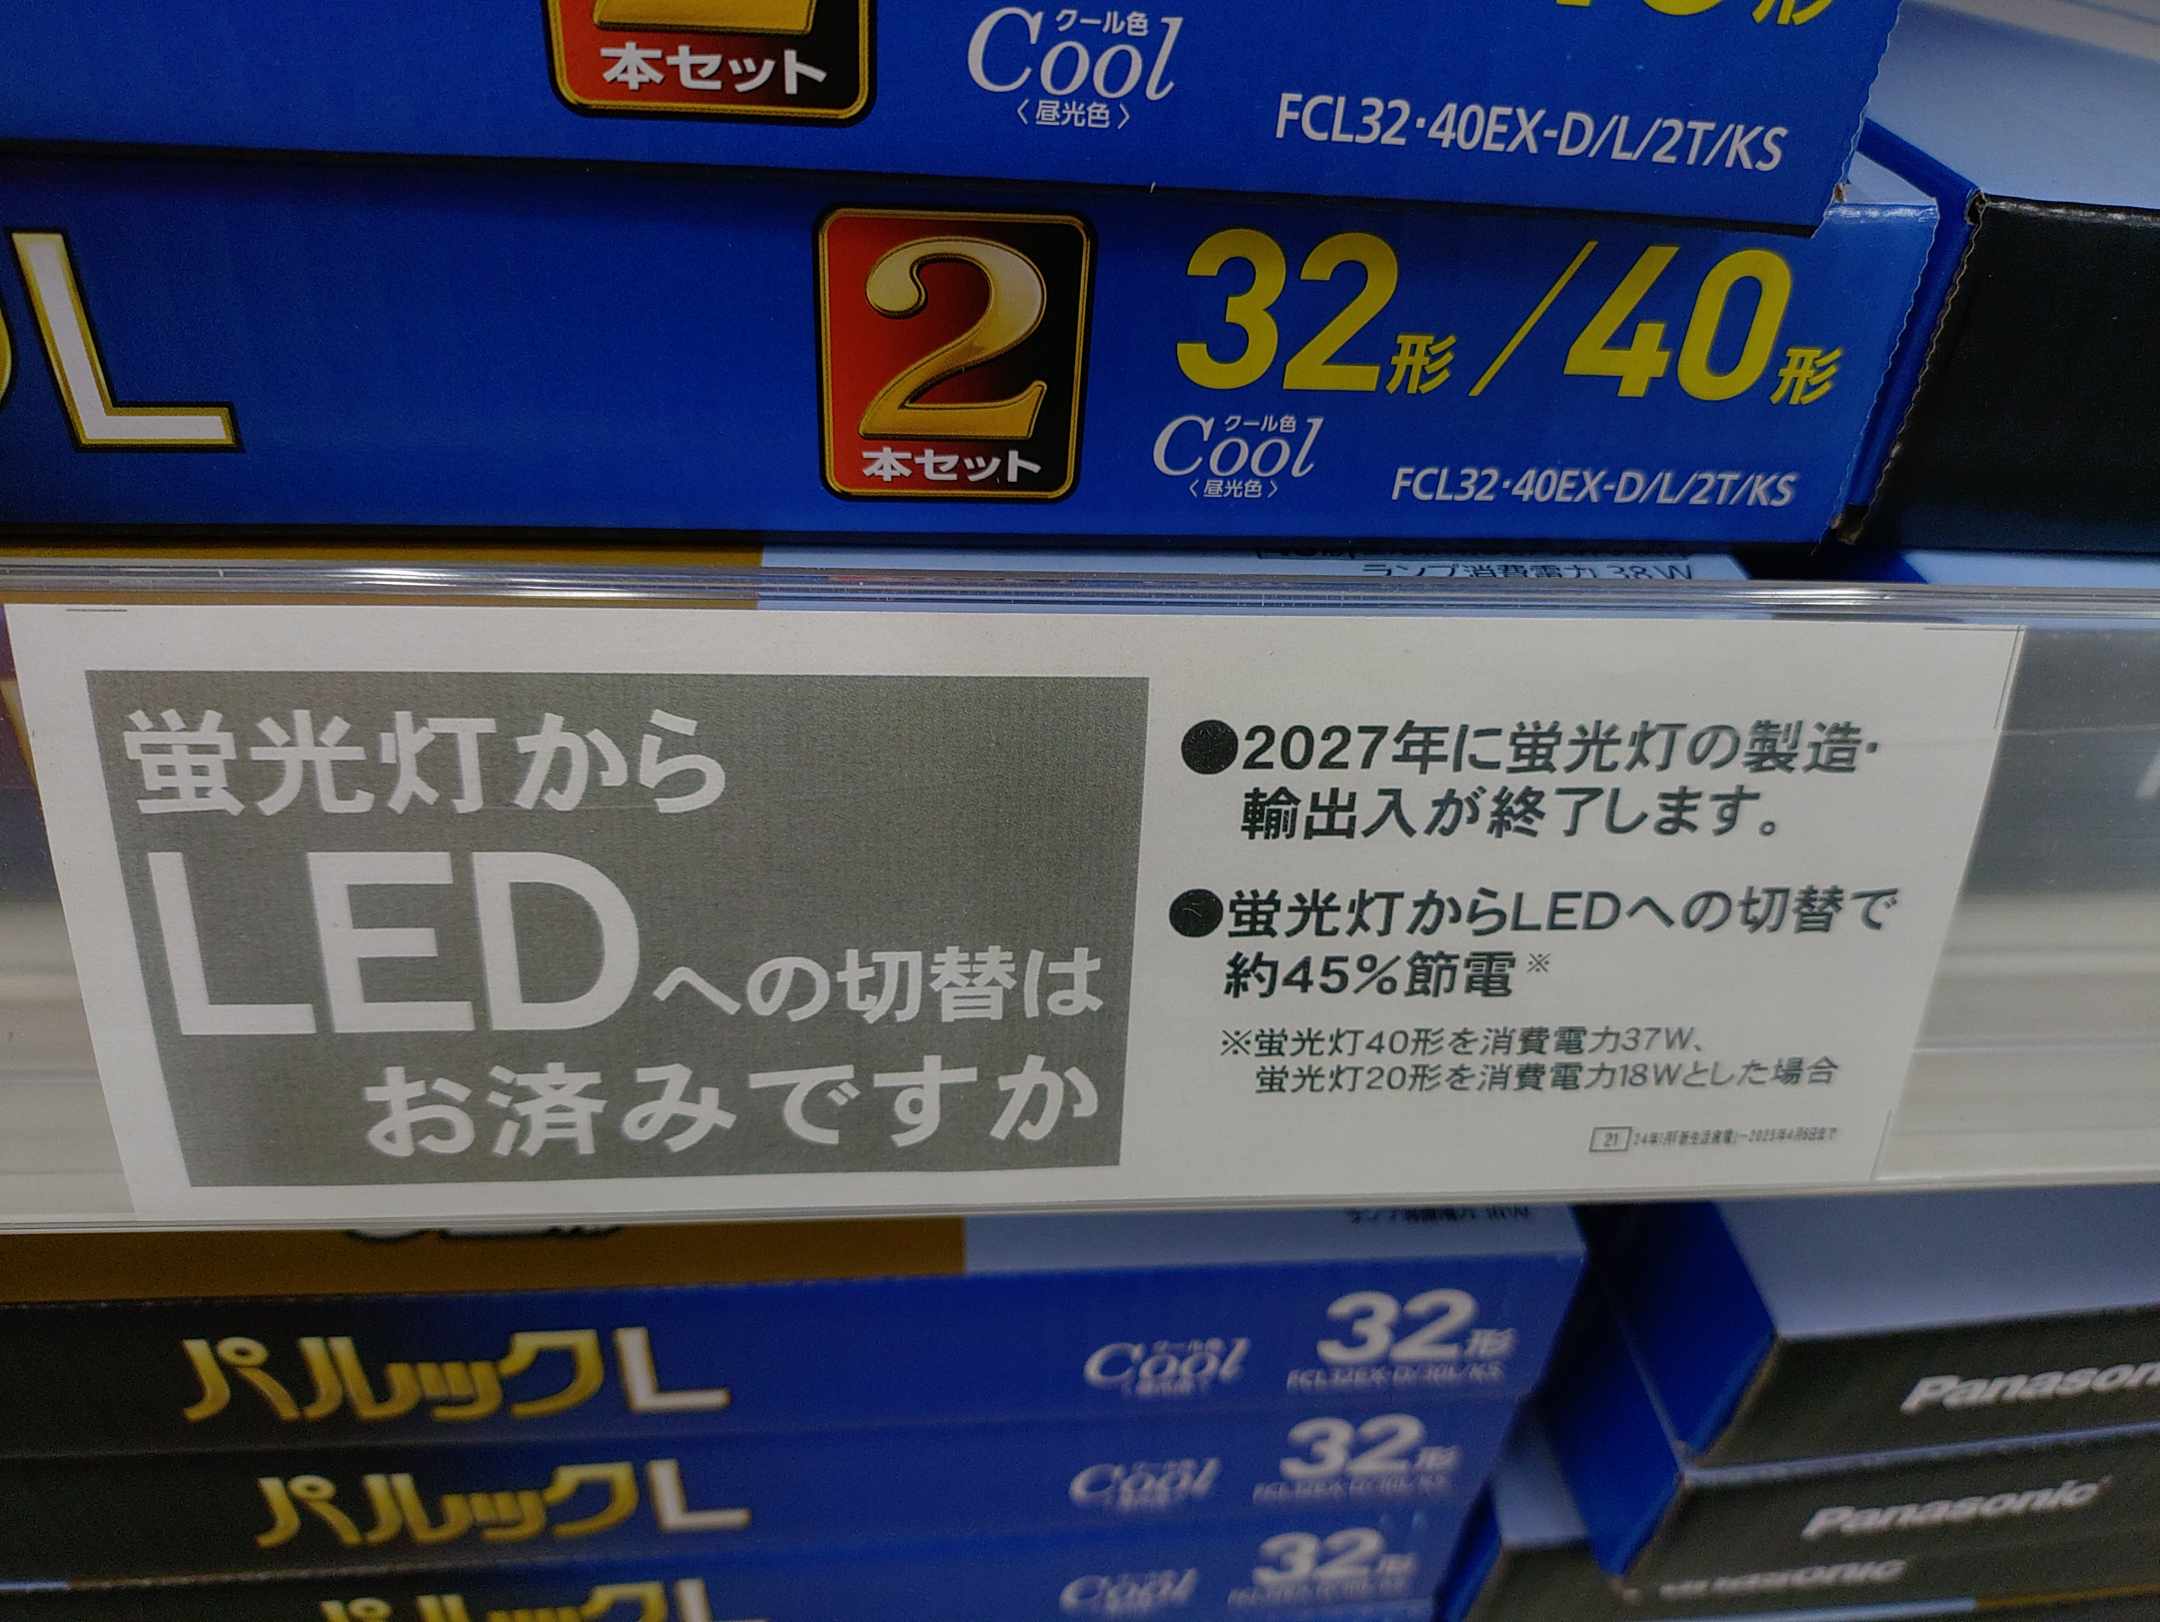 本セット
クール色
Cool
〈昼光色〉
FCL32・40EX-D/L/2T/KS
L
2
本セット
32形/40形
クール色
Cool
〈昼光色〉
FCL32・40EX-D/L/2T/KS
ランプ消費電力 38W
蛍光灯から
LEDへの切替は
お済みですか
●2027年に蛍光灯の製造・
輸出入が終了します。
●蛍光灯からLEDへの切替で
約45%節電※
※蛍光灯40形を消費電力37W、
蛍光灯20形を消費電力18Wとした場合
21
パルックL
クール色
Cool
32形
Panasonic
パルックL
Cool
32形
Panasonic
Cool
32形
Panasonic